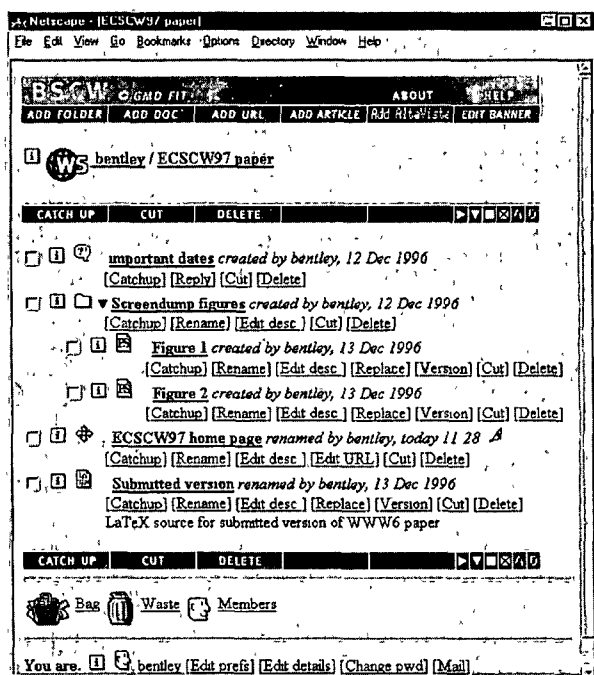 Netscape - [ECSCW97 paper]
File Edit View Go Bookmarks Options Directory Window Help
BSCW GMD FIT ABOUT HELP
ADD FOLDER ADD DOC ADD URL ADD ARTICLE Add AltaVista EDIT BANNER
i WS bentley / ECSCW97 paper
CATCH UP CUT DELETE
i important dates created by bentley, 12 Dec 1996
[Catchup] [Reply] [Cut] [Delete]
i Screendump figures created by bentley, 12 Dec 1996
[Catchup] [Rename] [Edit desc ] [Cut] [Delete]
i Figure 1 created by bentley, 13 Dec 1996
[Catchup] [Rename] [Edit desc ] [Replace] [Version] [Cut] [Delete]
i Figure 2 created by bentley, 13 Dec 1996
[Catchup] [Rename] [Edit desc ] [Replace] [Version] [Cut] [Delete]
i ECSCW97 home page renamed by bentley, today 11 28
[Catchup] [Rename] [Edit desc ] [Edit URL] [Cut] [Delete]
i Submitted version renamed by bentley, 13 Dec 1996
[Catchup] [Rename] [Edit desc ] [Replace] [Version] [Cut] [Delete]
LaTeX source for submitted version of WWW6 paper
CATCH UP CUT DELETE
Bag Waste Members
You are. i bentley [Edit prefs] [Edit details] [Change pwd] [Mail]